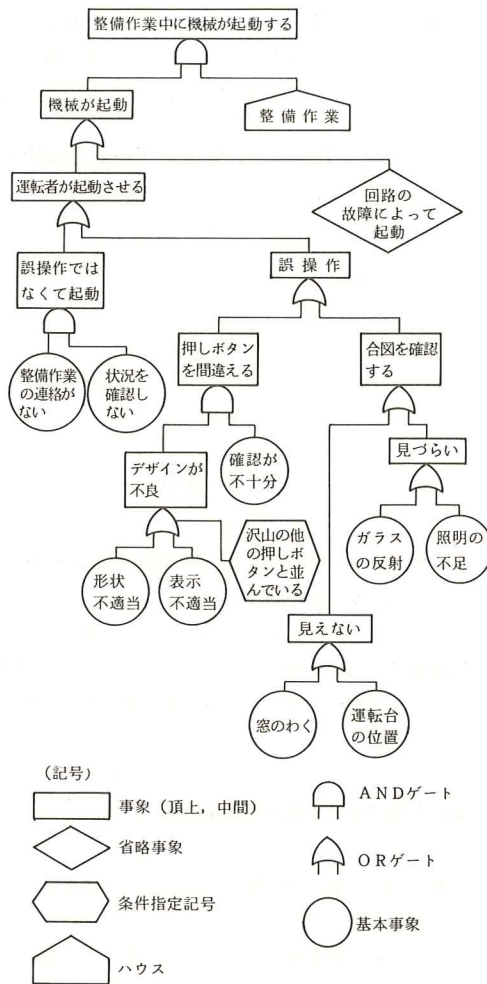 整備作業中に機械が起動する
機械が起動
整備作業
運転者が起動させる
回路の
故障によって
起動
誤操作では
なくて起動
誤操作
整備作業
の連絡が
ない
状況を
確認し
ない
押しボタン
を間違える
合図を確認
する
デザインが
不良
確認が
不十分
見づらい
ガラス
の反射
照明の
不足
形状
不適当
表示
不適当
沢山の他
の押しボ
タンと並
んでいる
見えない
窓のわく
運転台
の位置
(記号)
事象(頂上,中間)
ANDゲート
省略事象
ORゲート
条件指定記号
基本事象
ハウス